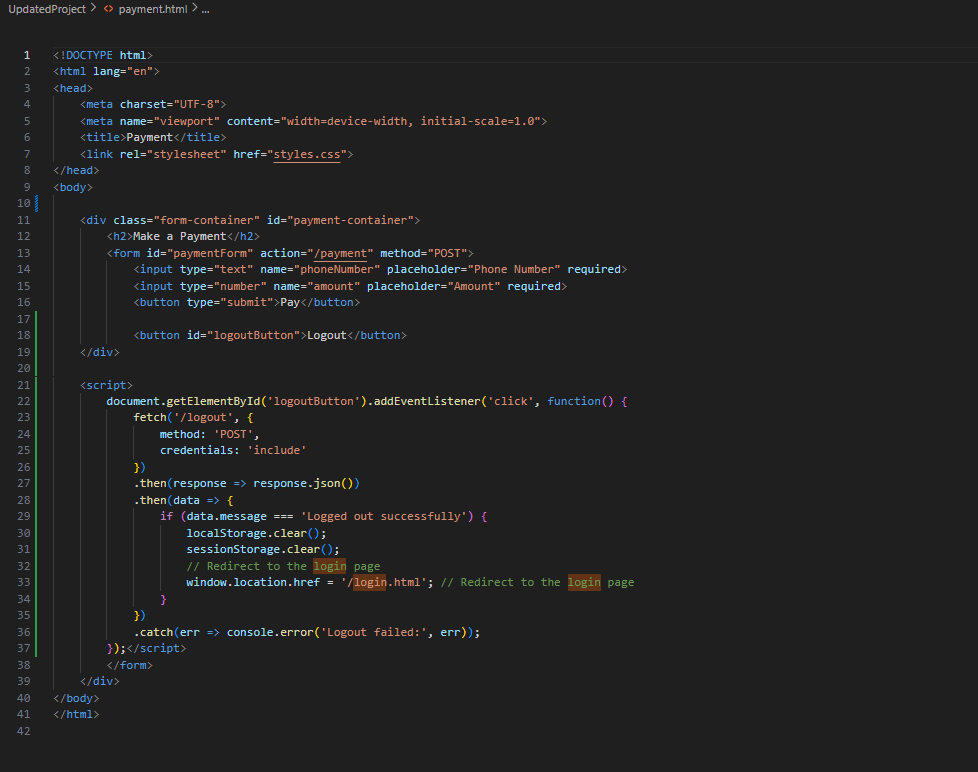 UpdatedProject > <> payment.html > ...
1 <!DOCTYPE html>
2 <html lang="en">
3 <head>
4     <meta charset="UTF-8">
5     <meta name="viewport" content="width=device-width, initial-scale=1.0">
6     <title>Payment</title>
7     <link rel="stylesheet" href="styles.css">
8 </head>
9 <body>
10
11     <div class="form-container" id="payment-container">
12         <h2>Make a Payment</h2>
13         <form id="paymentForm" action="/payment" method="POST">
14             <input type="text" name="phoneNumber" placeholder="Phone Number" required>
15             <input type="number" name="amount" placeholder="Amount" required>
16             <button type="submit">Pay</button>
17
18             <button id="logoutButton">Logout</button>
19     </div>
20
21     <script>
22         document.getElementById('logoutButton').addEventListener('click', function() {
23             fetch('/logout', {
24                 method: 'POST',
25                 credentials: 'include'
26             })
27             .then(response => response.json())
28             .then(data => {
29                 if (data.message === 'Logged out successfully') {
30                     localStorage.clear();
31                     sessionStorage.clear();
32                     // Redirect to the login page
33                     window.location.href = '/login.html'; // Redirect to the login page
34                 }
35             })
36             .catch(err => console.error('Logout failed:', err));
37         });</script>
38         </form>
39     </div>
40 </body>
41 </html>
42